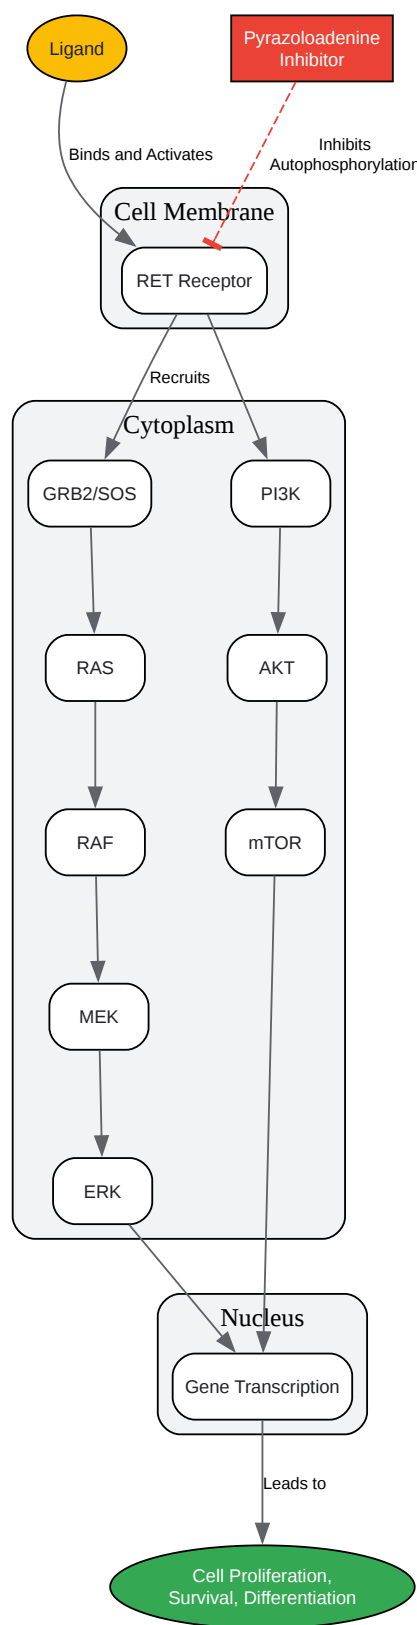 Ligand
Pyrazoloadenine
Inhibitor
Binds and Activates
Inhibits
Autophosphorylation
Cell Membrane
RET Receptor
Recruits
Cytoplasm
GRB2/SOS
PI3K
RAS
AKT
RAF
mTOR
MEK
ERK
Nucleus
Gene Transcription
Leads to
Cell Proliferation,
Survival, Differentiation